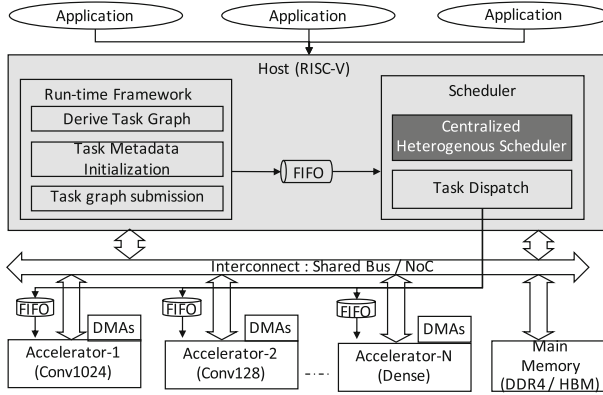 Application
Application
Application
Host (RISC-V)
Run-time Framework
Derive Task Graph
Task Metadata
Initialization
Task graph submission
FIFO
Scheduler
Centralized
Heterogenous Scheduler
Task Dispatch
Interconnect : Shared Bus / NoC
FIFO
DMAs
Accelerator-1
(Conv1024)
FIFO
DMAs
Accelerator-2
(Conv128)
FIFO
DMAs
Accelerator-N
(Dense)
Main
Memory
(DDR4 / HBM)